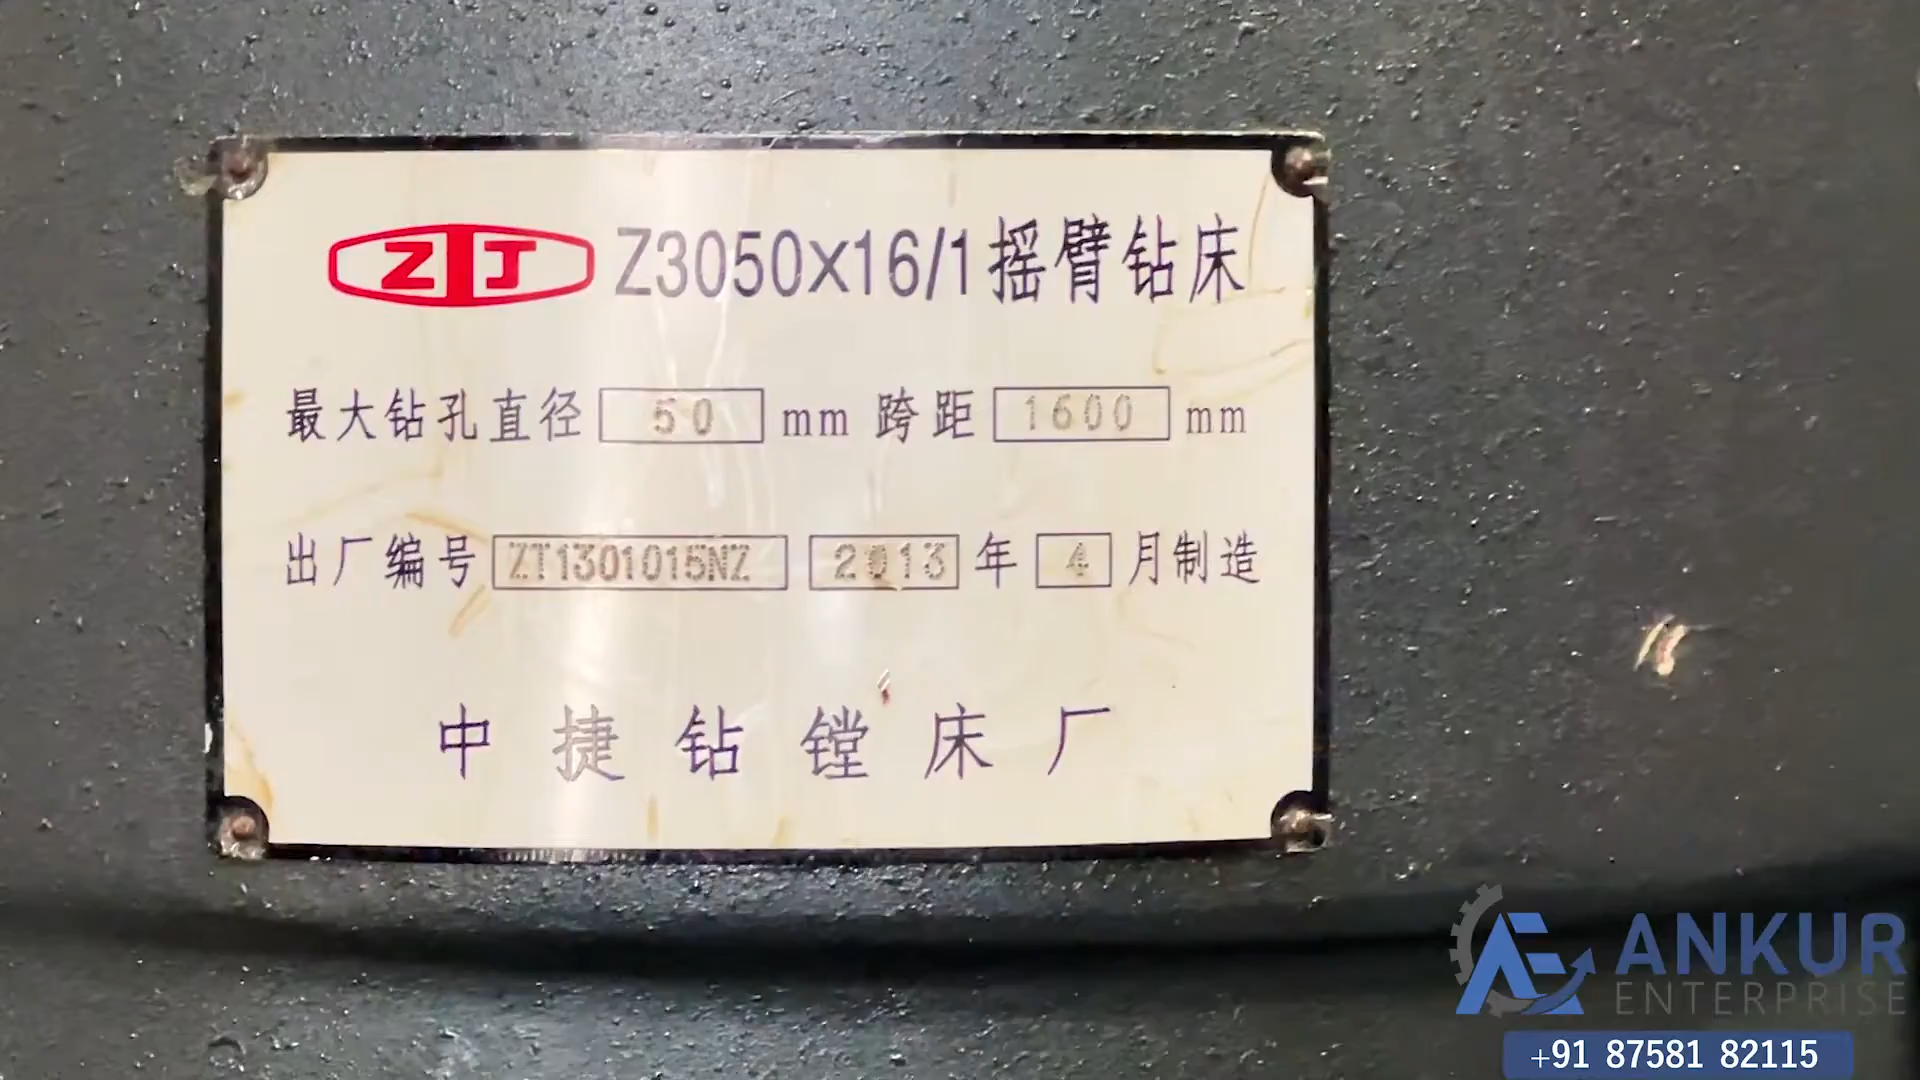 ZJ Z3050x16/1摇臂钻床
最大钻孔直径 50 mm 跨距 1600 mm
出厂编号 ZT1301015NZ 2013 年 4 月制造
中捷钻镗床厂
AE ANKUR
ENTERPRISE
+91 87581 82115